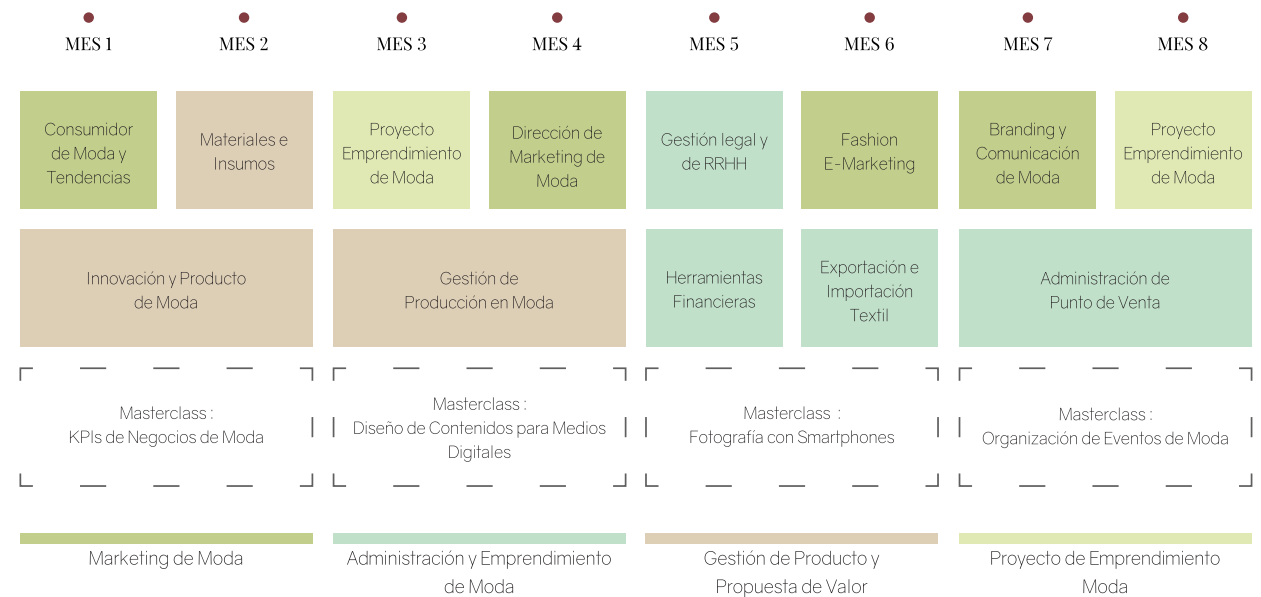 MES 1
MES 2
MES 3
MES 4
MES 5
MES 6
MES 7
MES 8
Consumidor
de Moda y
Tendencias
Materiales e
Insumos
Proyecto
Emprendimiento
de Moda
Dirección de
Marketing de
Moda
Gestión legal y
de RRHH
Fashion
E-Marketing
Branding y
Comunicación
de Moda
Proyecto
Emprendimiento
de Moda
Innovación y Producto
de Moda
Gestión de
Producción en Moda
Herramientas
Financieras
Exportación e
Importación
Textil
Administración de
Punto de Venta
Masterclass :
KPIs de Negocios de Moda
Masterclass :
Diseño de Contenidos para Medios
Digitales
Masterclass :
Fotografía con Smartphones
Masterclass :
Organización de Eventos de Moda
Marketing de Moda
Administración y Emprendimiento
de Moda
Gestión de Producto y
Propuesta de Valor
Proyecto de Emprendimiento
Moda